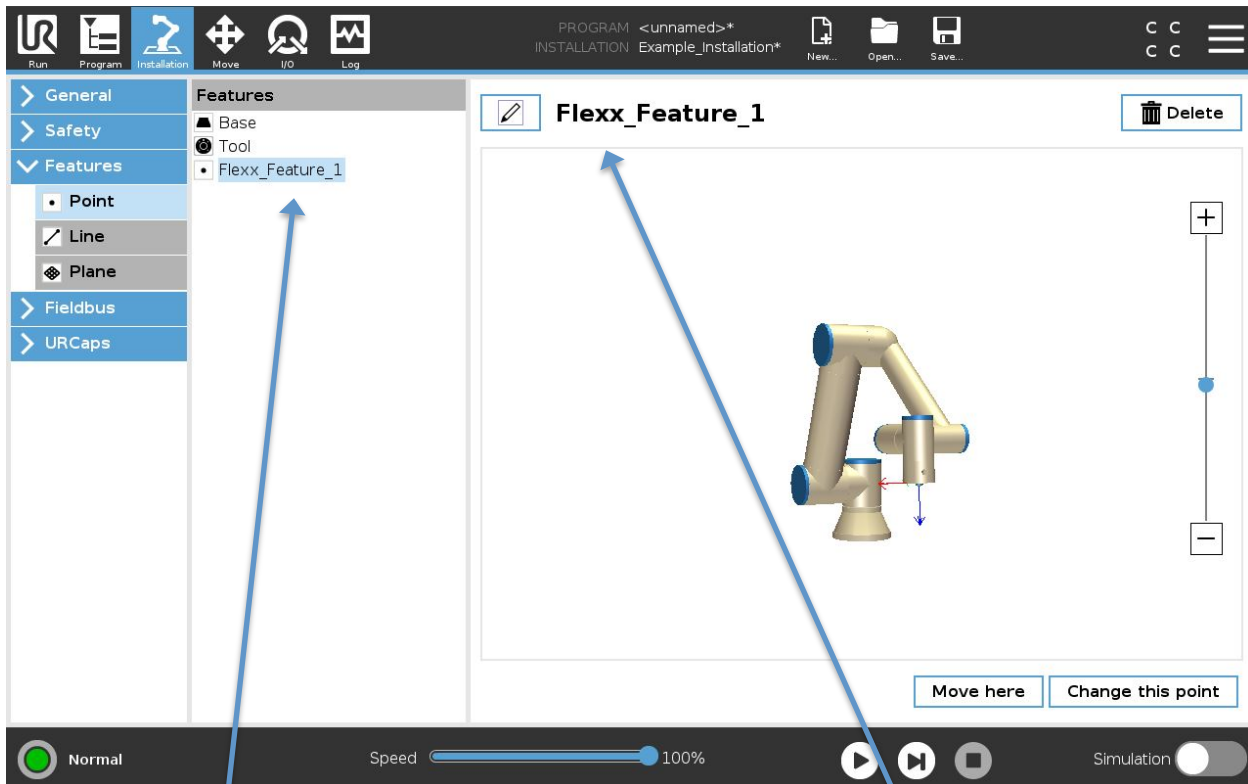 UR
PROGRAM <unnamed>*
INSTALLATION Example_Installation*
C C
C C
Run Program Installation Move I/O Log New... Open... Save...
General
Safety
Features
Point
Line
Plane
Fieldbus
URCaps
Features
Base
Tool
Flexx_Feature_1
Flexx_Feature_1
Delete
+
−
Move here Change this point
Normal Speed 100% Simulation